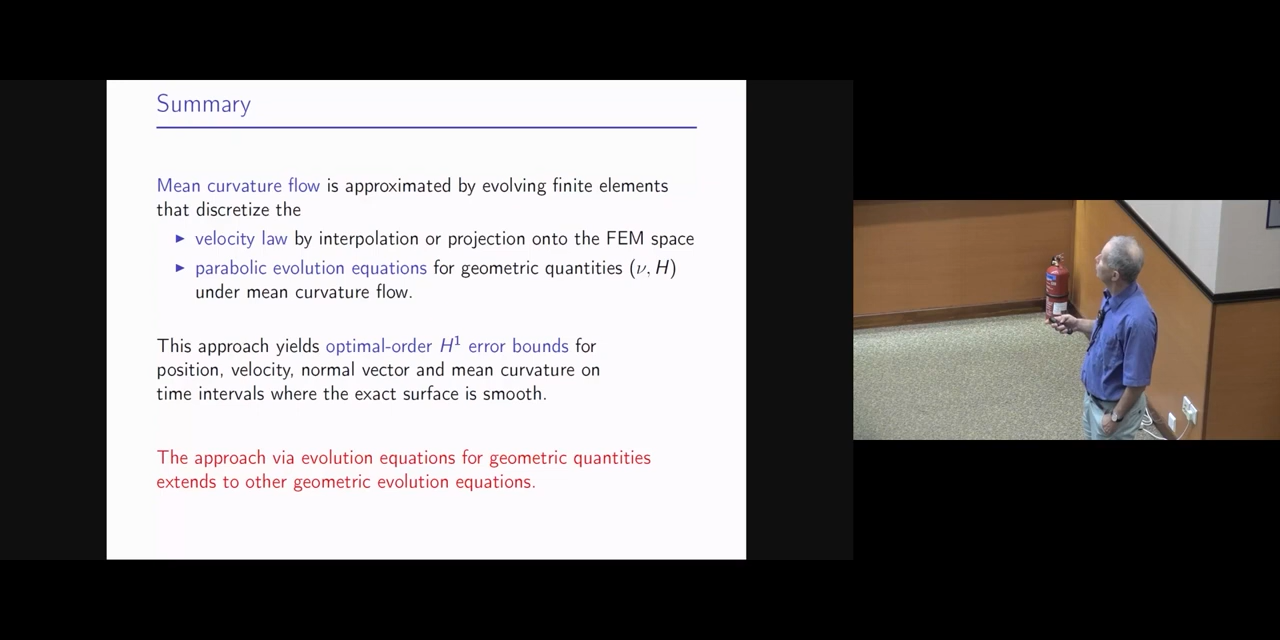 Summary
Mean curvature flow is approximated by evolving finite elements
that discretize the
▶ velocity law by interpolation or projection onto the FEM space
▶ parabolic evolution equations for geometric quantities (ν, H)
under mean curvature flow.
This approach yields optimal-order H¹ error bounds for
position, velocity, normal vector and mean curvature on
time intervals where the exact surface is smooth.
The approach via evolution equations for geometric quantities
extends to other geometric evolution equations.